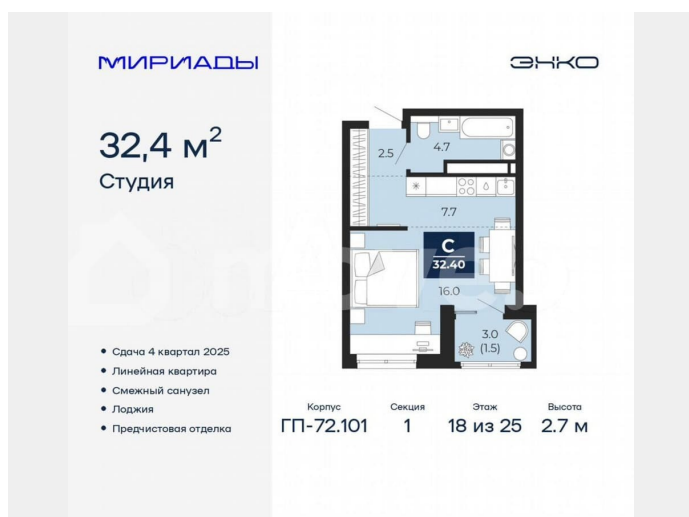 МИРИАДЫ
ЭНКО
32,4 м²
Студия
2.5
4.7
7.7
С
32.40
16.0
3.0
(1.5)
• Сдача 4 квартал 2025
• Линейная квартира
• Смежный санузел
• Лоджия
• Предчистовая отделка
Корпус Секция Этаж Высота
ГП-72.101 1 18 из 25 2.7 м